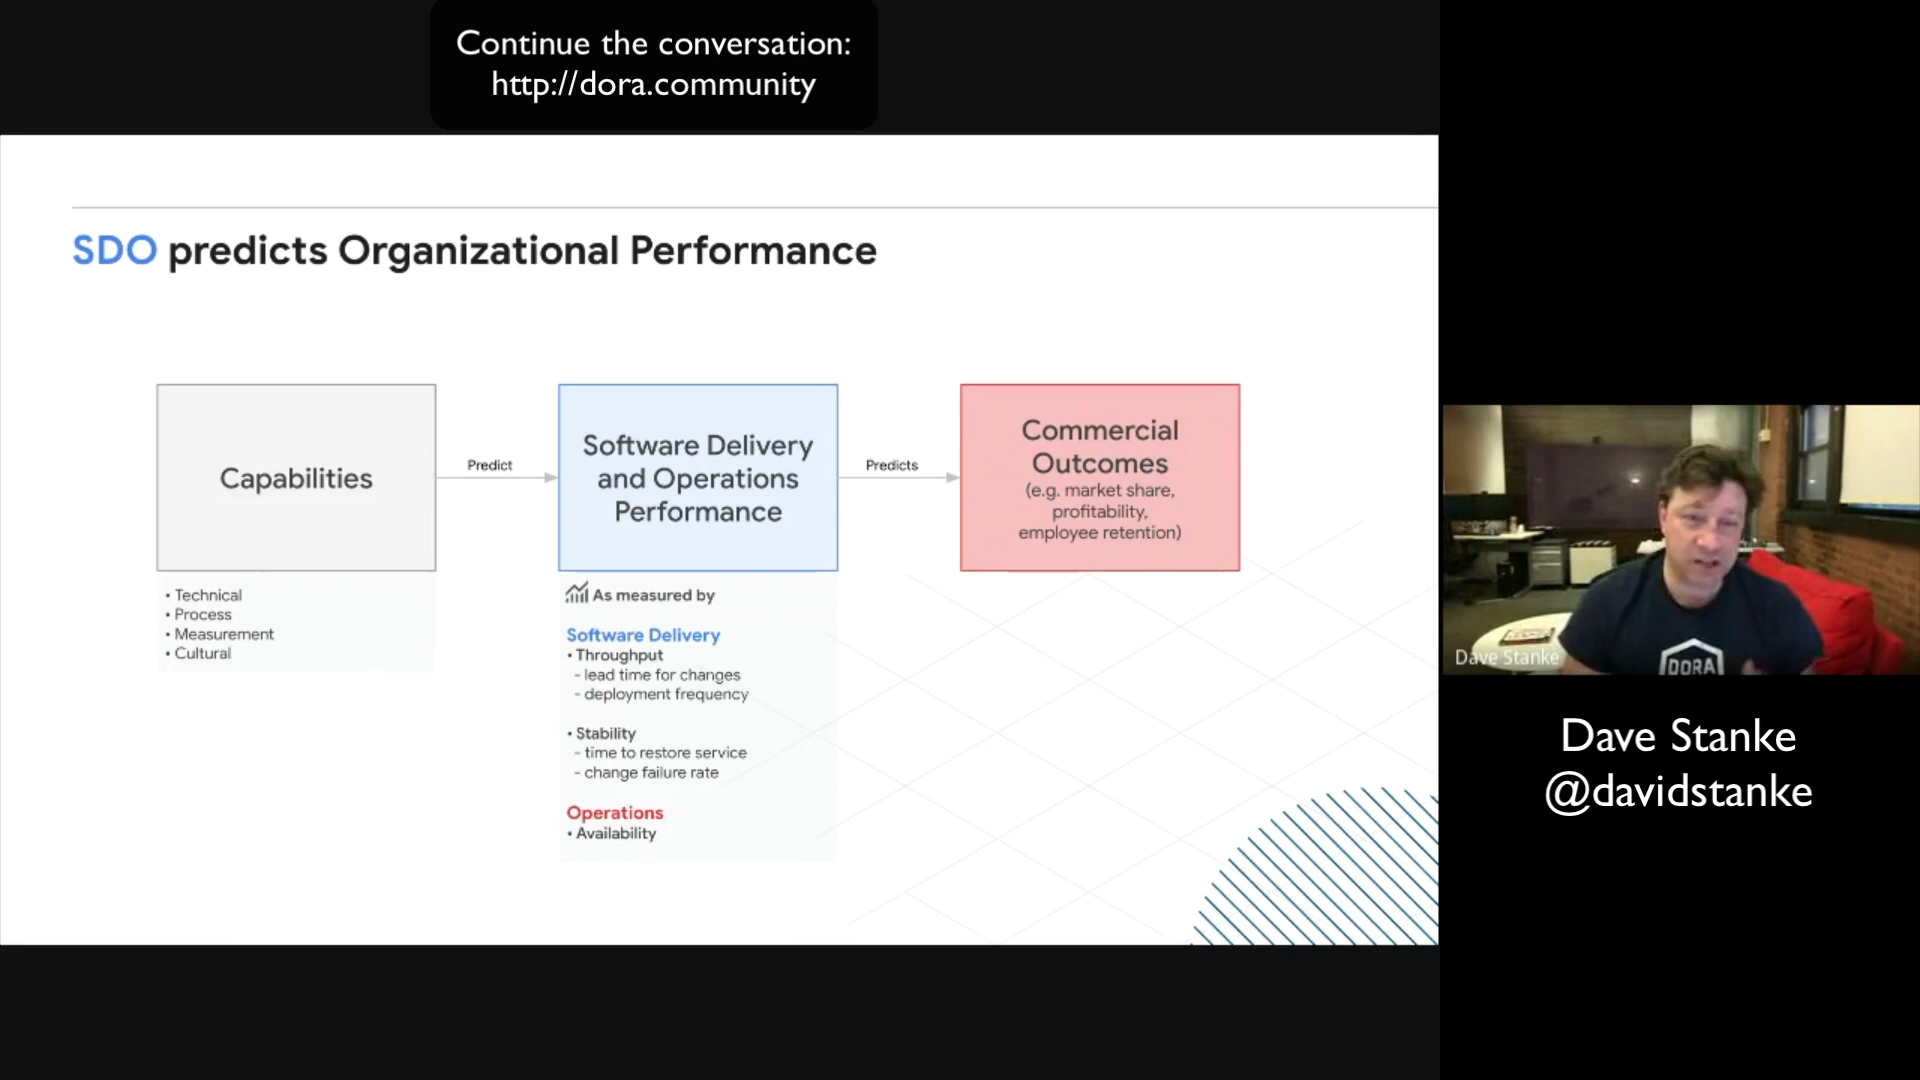 Continue the conversation:
http://dora.community
SDO predicts Organizational Performance
Capabilities
Predict
Software Delivery
and Operations
Performance
Predicts
Commercial
Outcomes
(e.g. market share,
profitability,
employee retention)
• Technical
• Process
• Measurement
• Cultural
As measured by
Software Delivery
• Throughput
- lead time for changes
- deployment frequency
• Stability
- time to restore service
- change failure rate
Operations
• Availability
DORA
Dave Stanke
Dave Stanke
@davidstanke